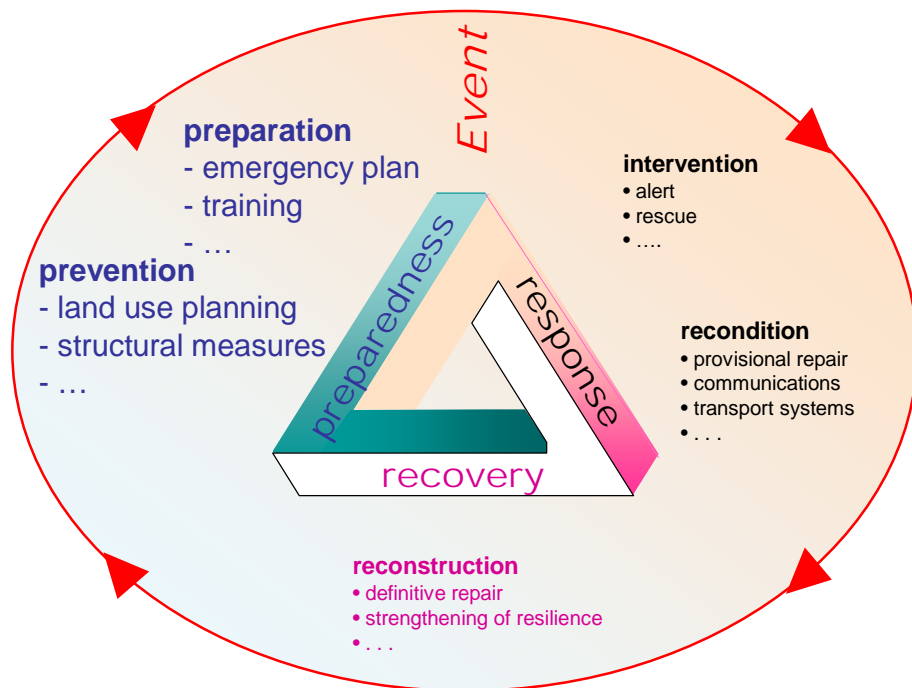 Event
preparation
- emergency plan
- training
- ...
prevention
- land use planning
- structural measures
- ...
intervention
• alert
• rescue
• ....
recondition
• provisional repair
• communications
• transport systems
• . . .
preparedness
response
recovery
reconstruction
• definitive repair
• strengthening of resilience
• . . .